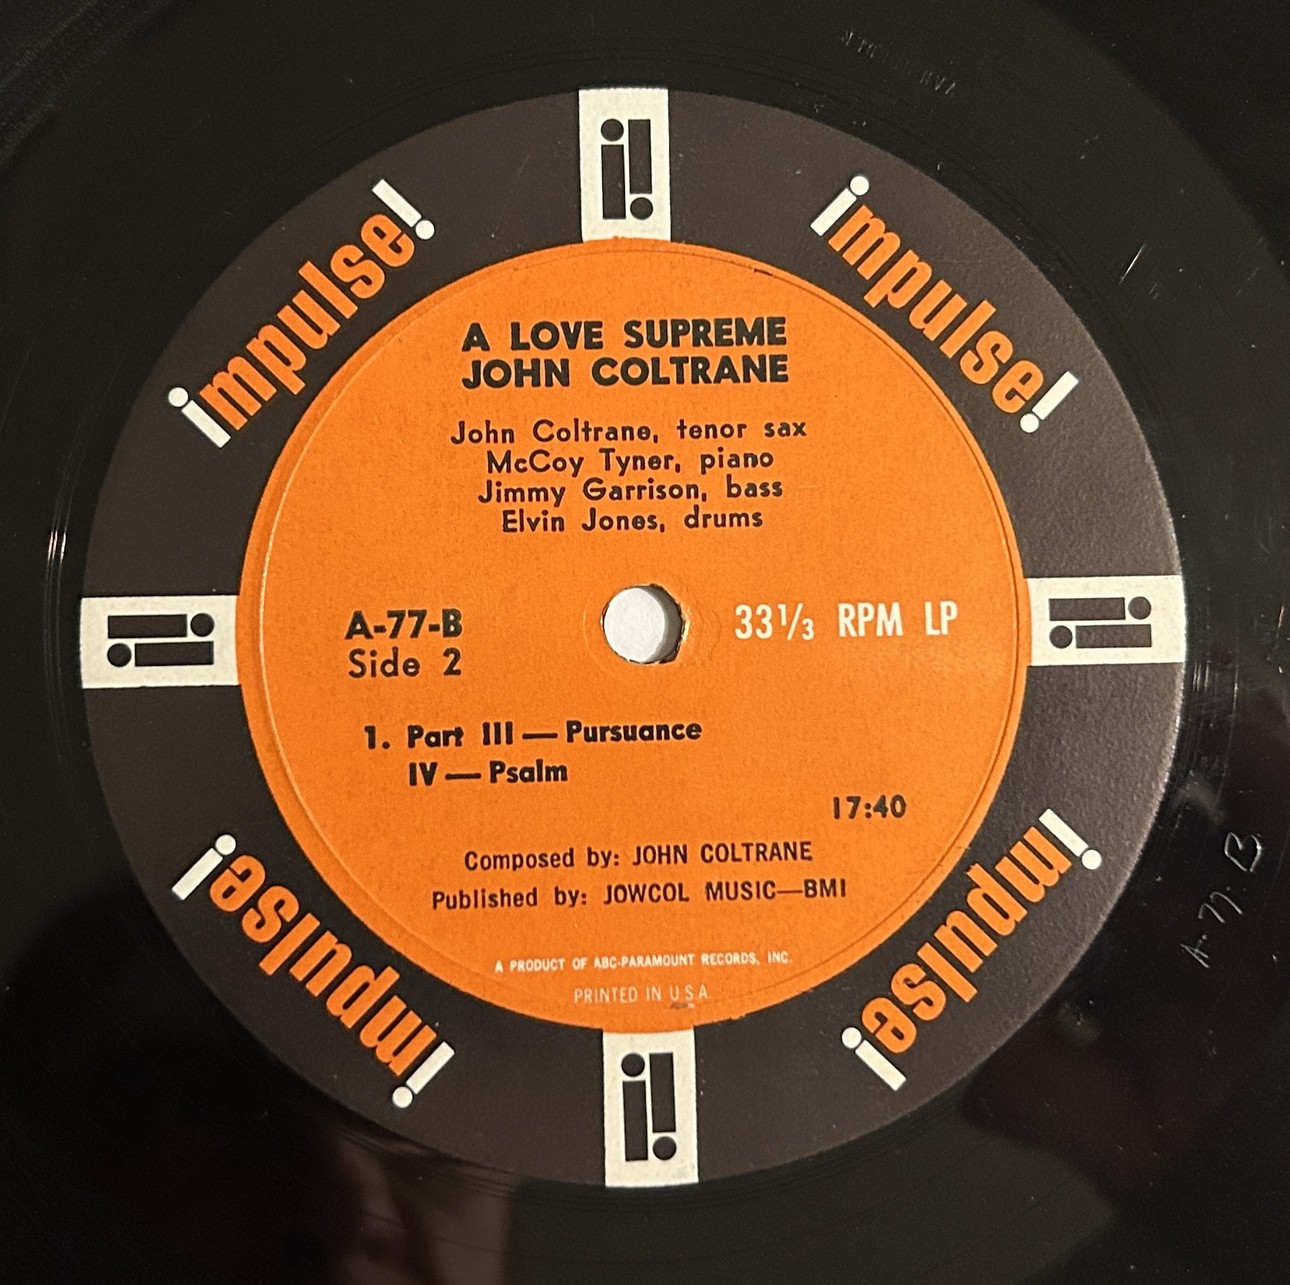 impulse!
impulse!
A LOVE SUPREME
JOHN COLTRANE
John Coltrane, tenor sax
McCoy Tyner, piano
Jimmy Garrison, bass
Elvin Jones, drums
A-77-B
Side 2
33⅓ RPM LP
1. Part III — Pursuance
IV — Psalm
17:40
Composed by: JOHN COLTRANE
Published by: JOWCOL MUSIC—BMI
A PRODUCT OF ABC-PARAMOUNT RECORDS, INC.
PRINTED IN U.S.A.
impulse!
impulse!
A-77-B